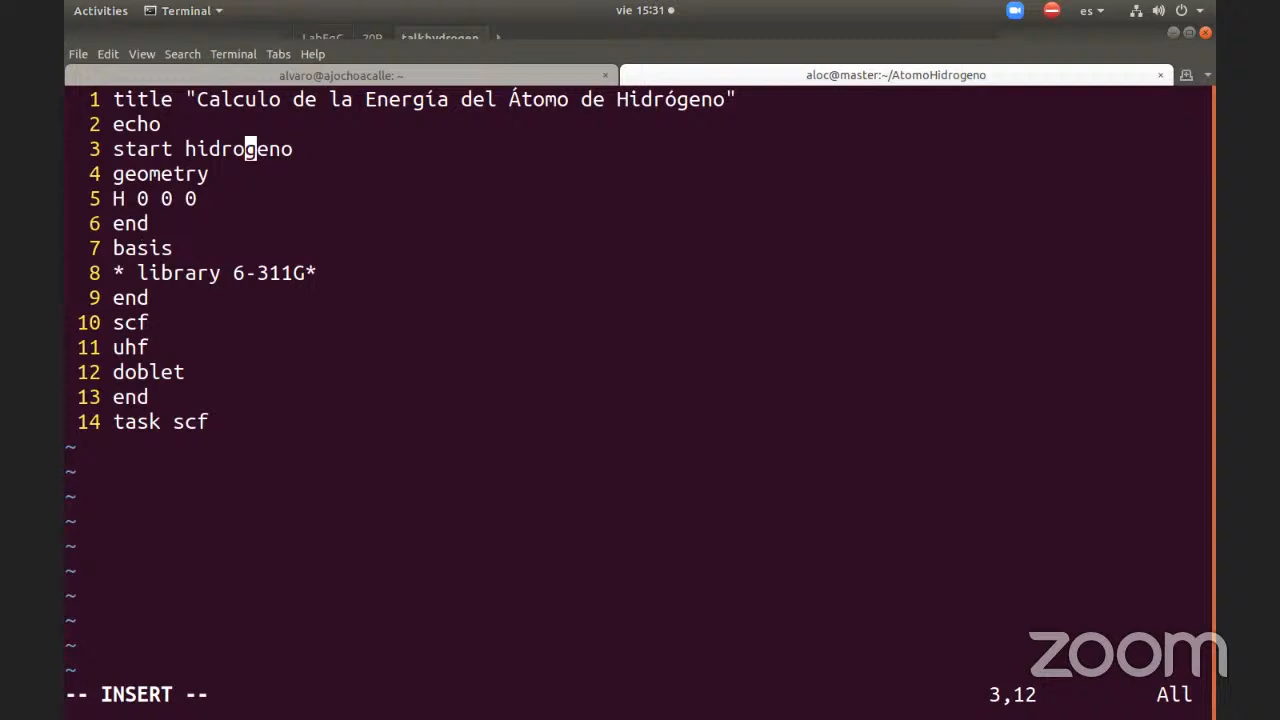 Activities Terminal vie 15:31 es
LabFqC 20P talkhydrogen
File Edit View Search Terminal Tabs Help
alvaro@ajochoacalle: ~ × aloc@master:~/AtomoHidrogeno ×
1 title "Calculo de la Energía del Átomo de Hidrógeno"
2 echo
3 start hidrogeno
4 geometry
5 H 0 0 0
6 end
7 basis
8 * library 6-311G*
9 end
10 scf
11 uhf
12 doblet
13 end
14 task scf
~
~
~
~
~
~
~
~
~
~
zoom
-- INSERT -- 3,12 All